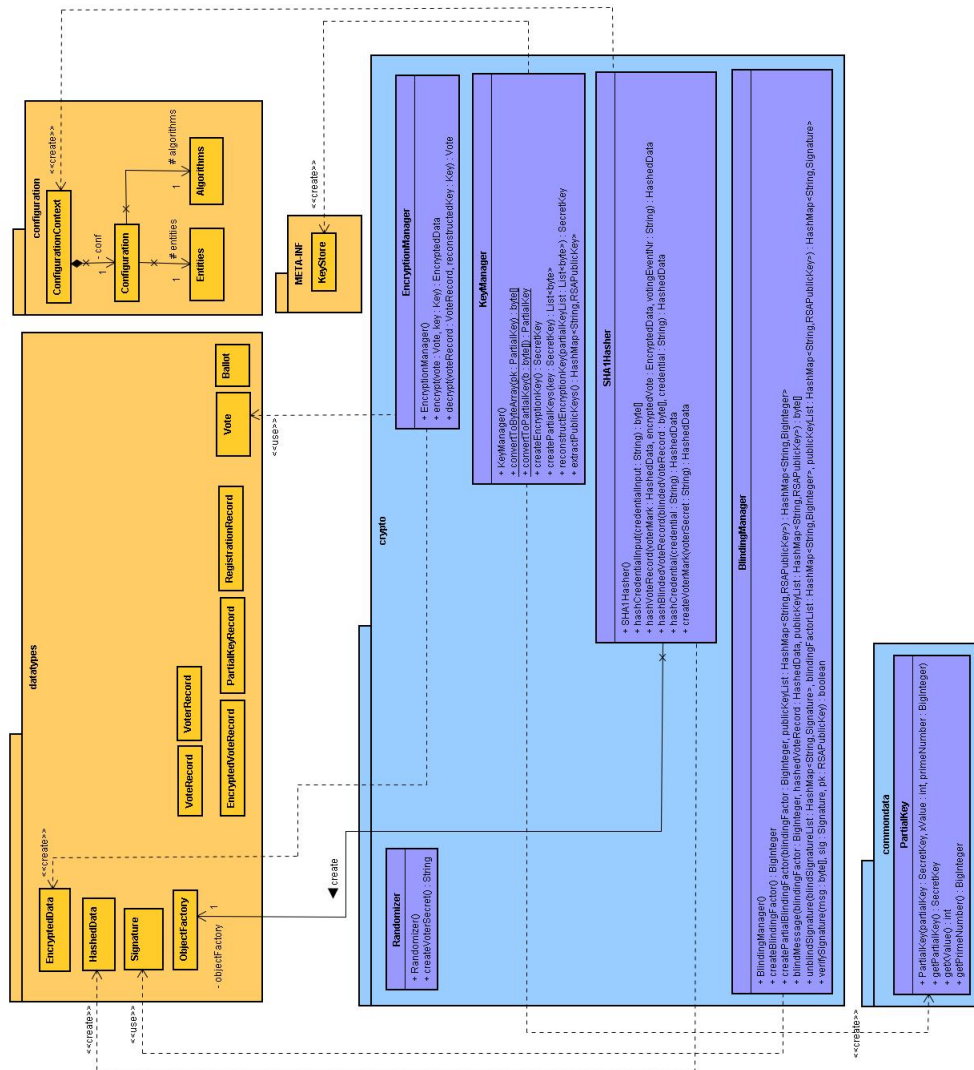 datatypes
EncryptedData
HashedData
Signature
ObjectFactory
VoteRecord
VoterRecord
EncryptedVoteRecord
PartialKeyRecord
RegistrationRecord
Vote
Ballot
configuration
ConfigurationContext
- conf
1
Configuration
# entities
1
Entities
# algorithms
1
Algorithms
META-INF
KeyStore
<<create>>
<<create>>
<<create>>
<<create>>
<<use>>
<<use>>
- objectFactory
1
create
crypto
Randomizer
+ Randomizer()
+ createVoterSecret() : String
EncryptionManager
+ EncryptionManager()
+ encrypt(vote : Vote, key : Key) : EncryptedData
+ decrypt(voteRecord : VoteRecord, reconstructedKey : Key) : Vote
KeyManager
+ KeyManager()
+ convertToByteArray(pk : PartialKey) : byte[]
+ convertToPartialKey(b : byte[]) : PartialKey
+ createEncryptionKey() : SecretKey
+ createPartialKeys(key : SecretKey) : List<byte>
+ reconstructEncryptionKey(partialKeyList : List<byte>) : SecretKey
+ extractPublicKeys() : HashMap<String,RSAPublicKey>
SHA1Hasher
+ SHA1Hasher()
+ hashCredentialInput(credentialInput : String) : byte[]
+ hashVoteRecord(voterMark : HashedData, encryptedVote : EncryptedData, votingEventNr : String) : HashedData
+ hashBlindedVoteRecord(blindedVoteRecord : byte[], credential : String) : HashedData
+ hashCredential(credential : String) : HashedData
+ createVoterMark(voterSecret : String) : HashedData
BlindingManager
+ BlindingManager()
+ createBlindingFactor() : BigInteger
+ createPartialBlindingFactor(blindingFactor : BigInteger, publicKeyList : HashMap<String,RSAPublicKey>) : HashMap<String,BigInteger>
+ blindMessage(blindingFactor : BigInteger, hashedVoteRecord : HashedData, publicKeyList : HashMap<String,RSAPublicKey>) : byte[]
+ unblindSignature(blindSignatureList : HashMap<String,Signature>, blindingFactorList : HashMap<String,BigInteger>, publicKeyList : HashMap<String,RSAPublicKey>) : HashMap<String,Signature>
+ verifySignature(msg : byte[], sig : Signature, pk : RSAPublicKey) : boolean
<<create>>
commondata
PartialKey
+ PartialKey(partialKey : SecretKey, xValue : int, primeNumber : BigInteger)
+ getPartialKey() : SecretKey
+ getXValue() : int
+ getPrimeNumber() : BigInteger